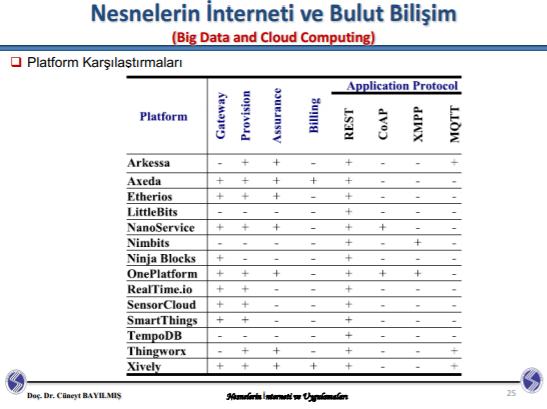 Nesnelerin İnterneti ve Bulut Bilişim
(Big Data and Cloud Computing)
Platform Karşılaştırmaları
Application Protocol
Platform Gateway Provision Assurance Billing REST CoAP XMPP MQTT
Arkessa - + + - + - - +
Axeda + + + + + - - -
Etherios + + + - + - - -
LittleBits - - - - + - - -
NanoService + + + - + + - -
Nimbits - - - - + - + -
Ninja Blocks + - - - + - - -
OnePlatform + + + - + + + -
RealTime.io + + - - + - - -
SensorCloud + + - - + - - -
SmartThings + + - - + - - -
TempoDB - - - - + - - -
Thingworx - + + - + - - +
Xively + + + + + - - +
Doç. Dr. Cüneyt BAYILMIŞ
Nesnelerin İnterneti ve Uygulamaları
25